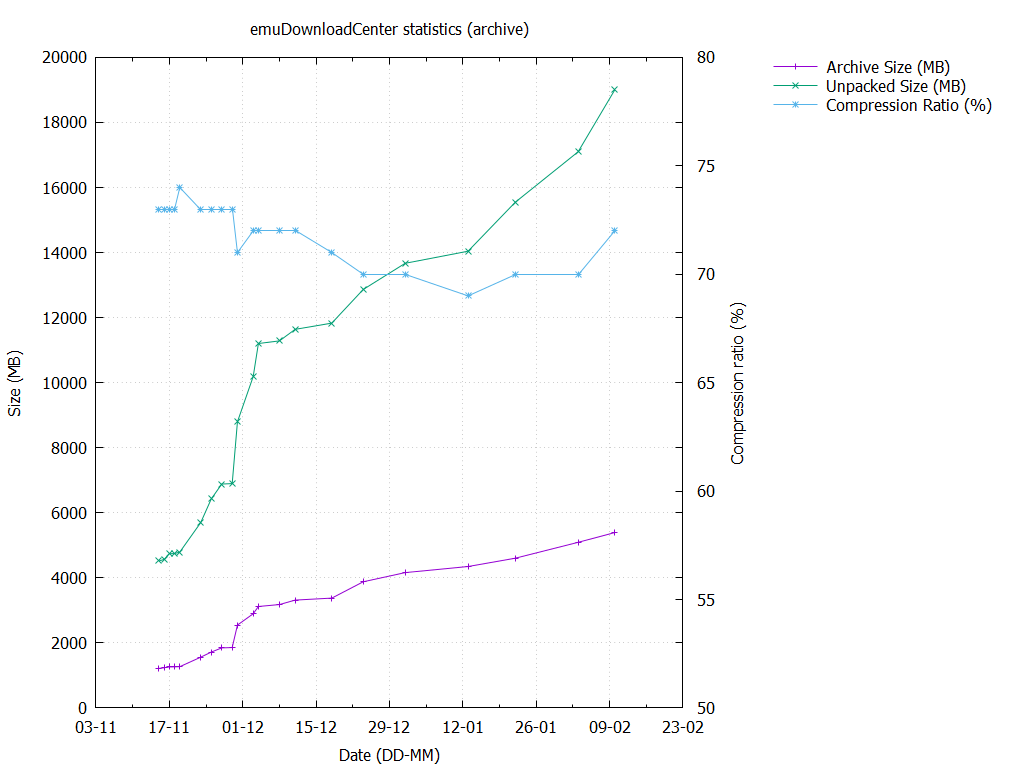 emuDownloadCenter statistics (archive)
Archive Size (MB)
Unpacked Size (MB)
Compression Ratio (%)
20000
18000
16000
14000
12000
10000
8000
6000
4000
2000
0
80
75
70
65
60
55
50
Size (MB)
Compression ratio (%)
03-11 17-11 01-12 15-12 29-12 12-01 26-01 09-02 23-02
Date (DD-MM)